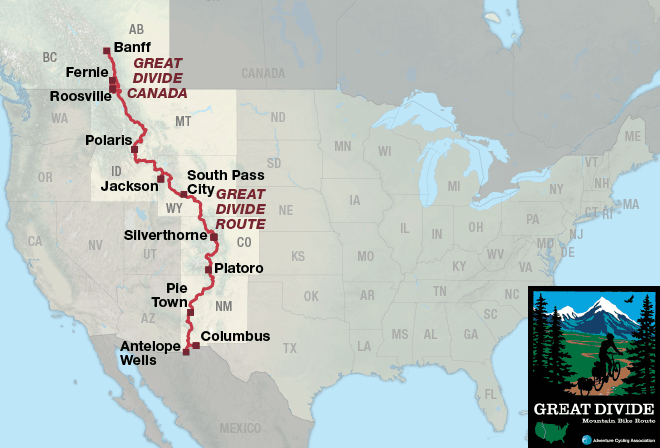 AB
Banff
BC
GREAT
DIVIDE
CANADA
Fernie
CANADA
Roosville
WA
MT
ND
ME
Polaris
MN
VT
ID
SD
WI
NH
OR
South Pass
City
Jackson
MI
NY
MA
CT
RI
GREAT
DIVIDE
ROUTE
WY
NE
IA
PA
NJ
Silverthorne
IL
IN
OH
CA
NV
UT
CO
MD
DE
KS
MO
WV
VA
KY
Platoro
Pie
Town
OK
AR
TN
NC
AZ
NM
SC
MS
AL
GA
Columbus
Antelope
Wells
TX
LA
FL
MEXICO
GREAT DIVIDE
Mountain Bike Route
Adventure Cycling Association